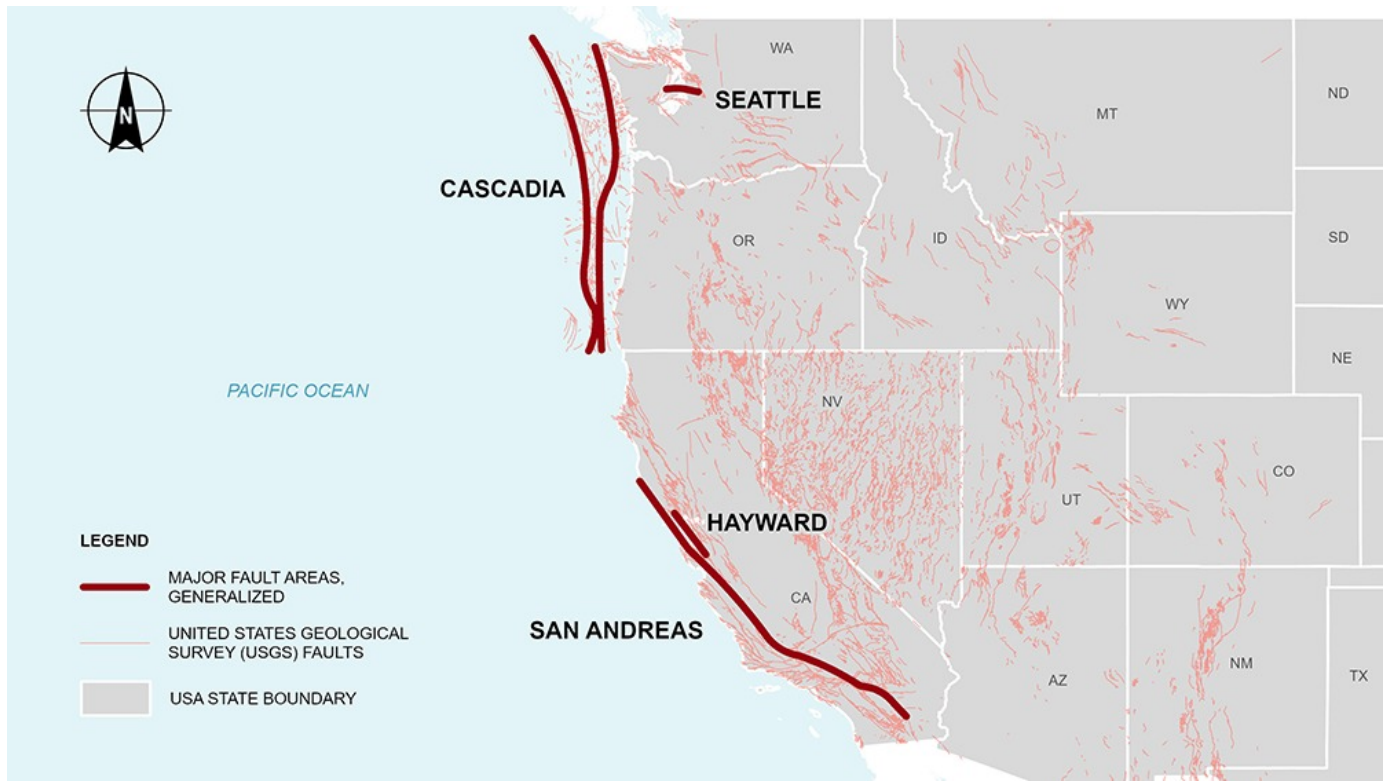 N
WA
SEATTLE
MT
ND
CASCADIA
OR
ID
SD
WY
NE
PACIFIC OCEAN
NV
CO
UT
HAYWARD
LEGEND
MAJOR FAULT AREAS,
GENERALIZED
CA
SAN ANDREAS
UNITED STATES GEOLOGICAL
SURVEY (USGS) FAULTS
AZ
NM
TX
USA STATE BOUNDARY